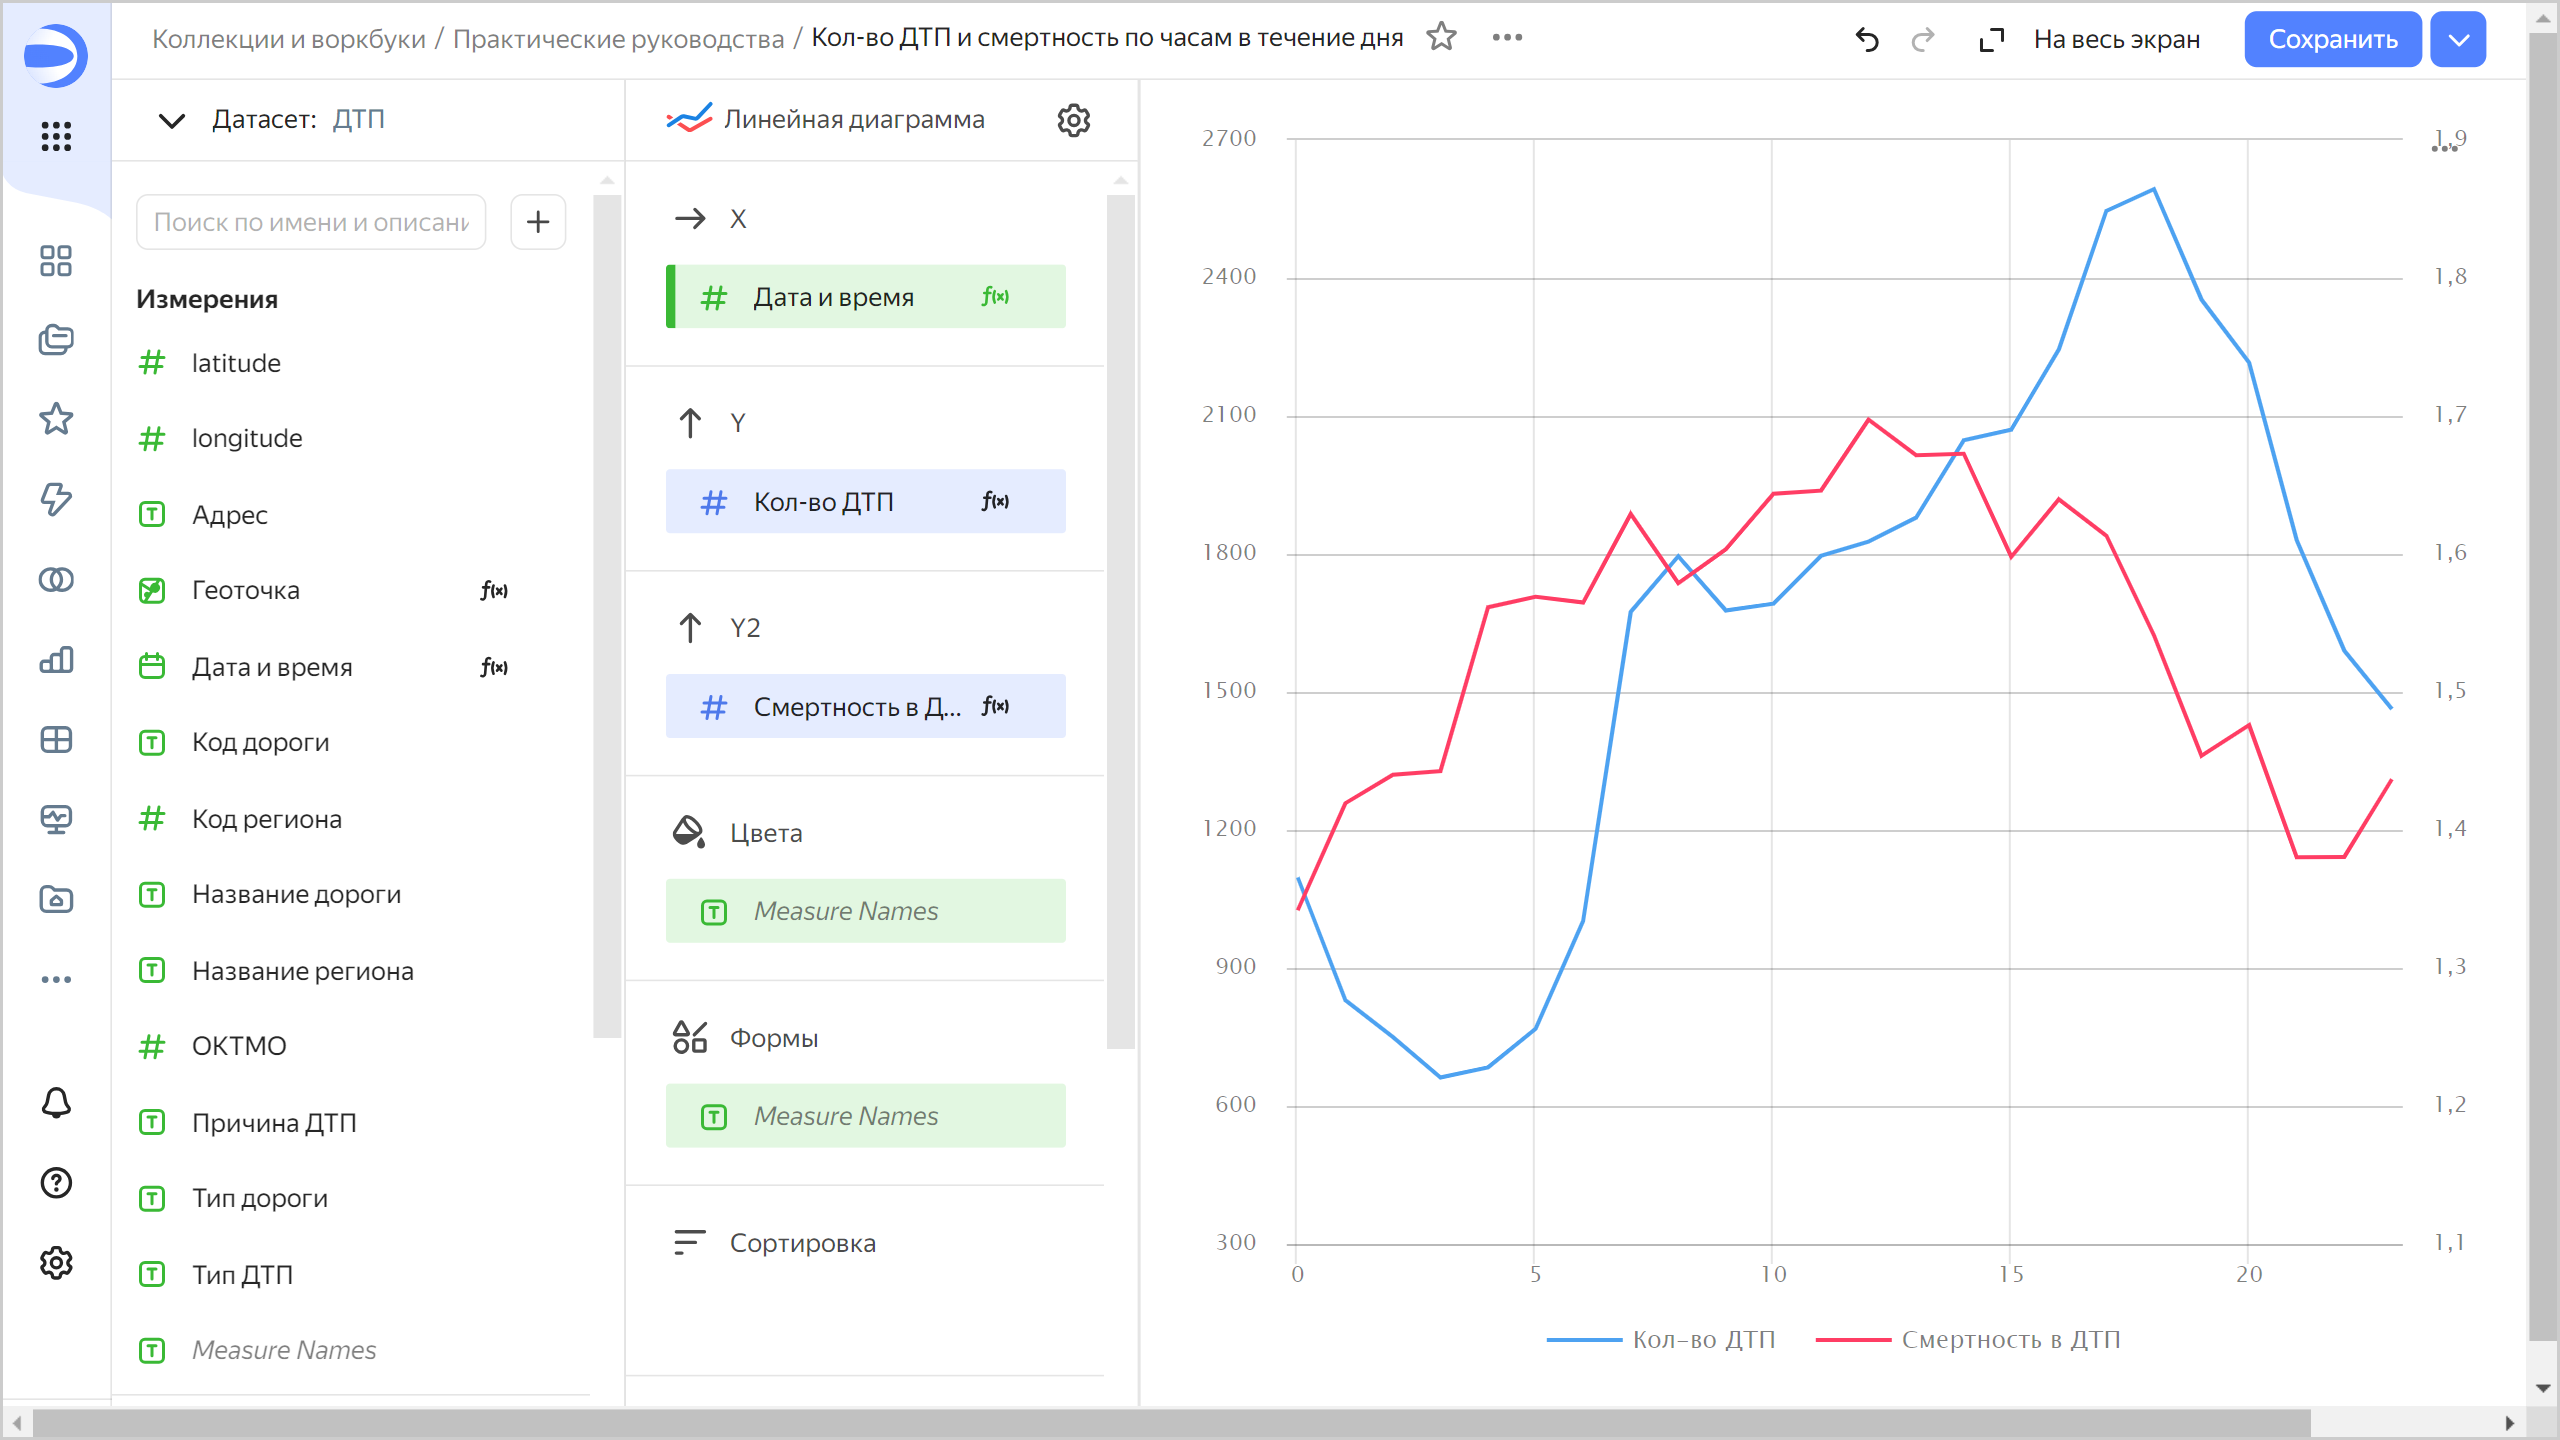 Коллекции и воркбуки / Практические руководства / Кол-во ДТП и смертность по часам в течение дня
На весь экран
Сохранить
Датасет: ДТП
Поиск по имени и описани
Измерения
latitude
longitude
Адрес
Геоточка
Дата и время
Код дороги
Код региона
Название дороги
Название региона
ОКТМО
Причина ДТП
Тип дороги
Тип ДТП
Measure Names
Линейная диаграмма
X
Дата и время
Y
Кол-во ДТП
Y2
Смертность в Д...
Цвета
Measure Names
Формы
Measure Names
Сортировка
2700
2400
2100
1800
1500
1200
900
600
300
1,9
1,8
1,7
1,6
1,5
1,4
1,3
1,2
1,1
0 5 10 15 20
Кол-во ДТП Смертность в ДТП